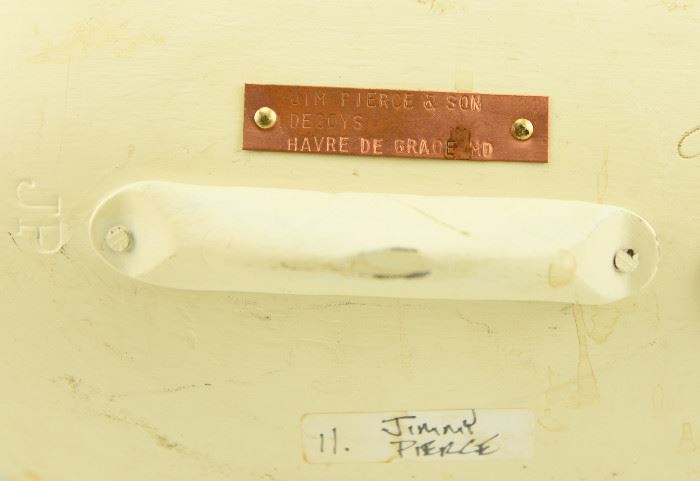 JIM PIERCE & SON
DECOYS
HAVRE DE GRACE MD
JP
11. Jimmy
PIERCE